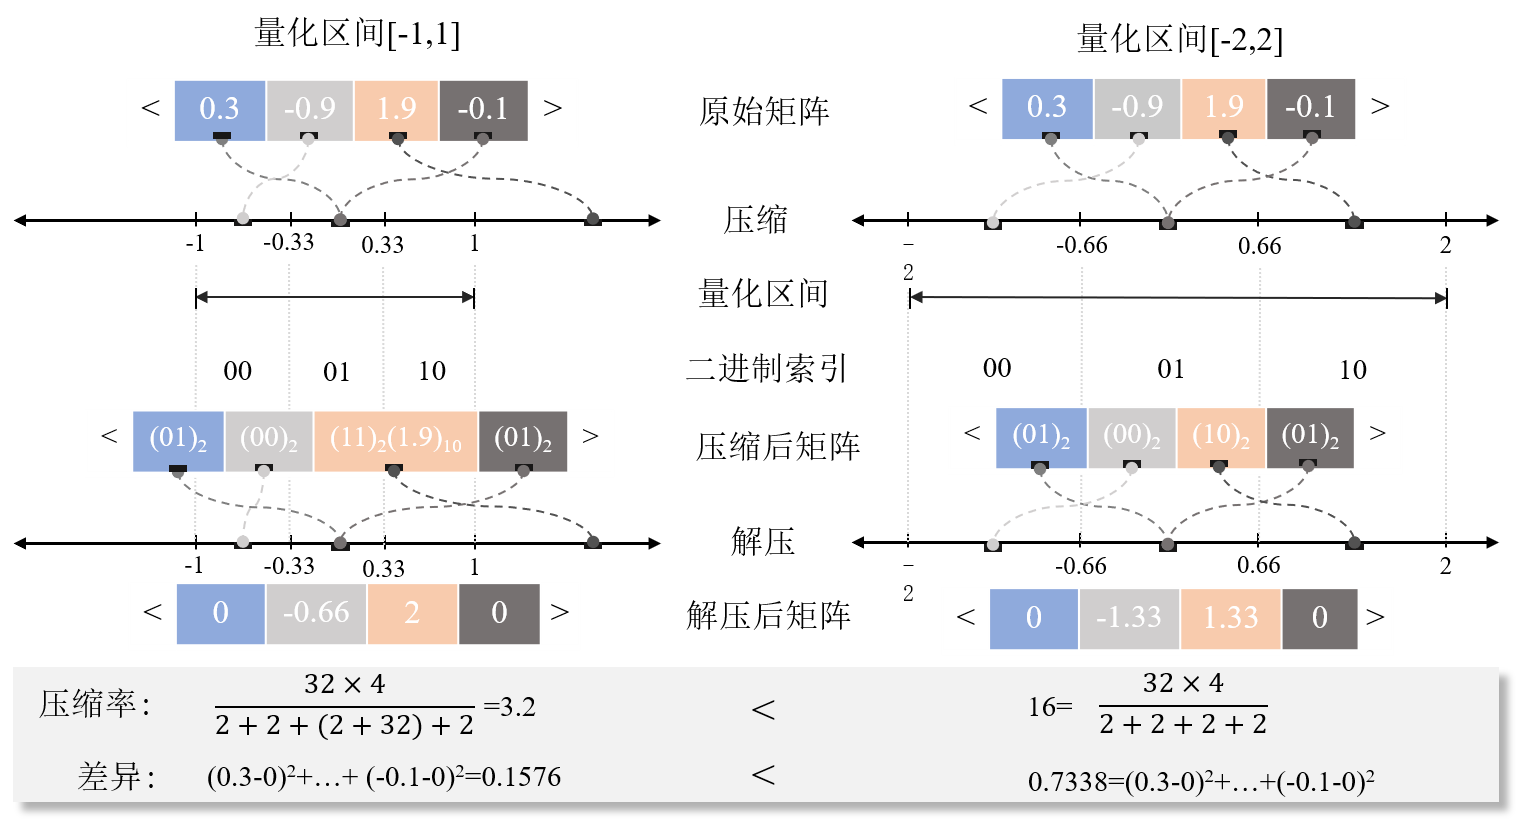 量化区间[-1,1]
量化区间[-2,2]
< 0.3 -0.9 1.9 -0.1 >
原始矩阵
< 0.3 -0.9 1.9 -0.1 >
压缩
-1 -0.33 0.33 1
-2 -0.66 0.66 2
量化区间
00 01 10
二进制索引
00 01 10
< (01)₂ (00)₂ (11)₂(1.9)₁₀ (01)₂ >
压缩后矩阵
< (01)₂ (00)₂ (10)₂ (01)₂ >
解压
-1 -0.33 0.33 1
-2 -0.66 0.66 2
< 0 -0.66 2 0 >
解压后矩阵
< 0 -1.33 1.33 0 >
压缩率:
32 × 4
2 + 2 + (2 + 32) + 2
=3.2
<
16=
32 × 4
2 + 2 + 2 + 2
差异:
(0.3-0)²+…+ (-0.1-0)²=0.1576
<
0.7338=(0.3-0)²+…+(-0.1-0)²